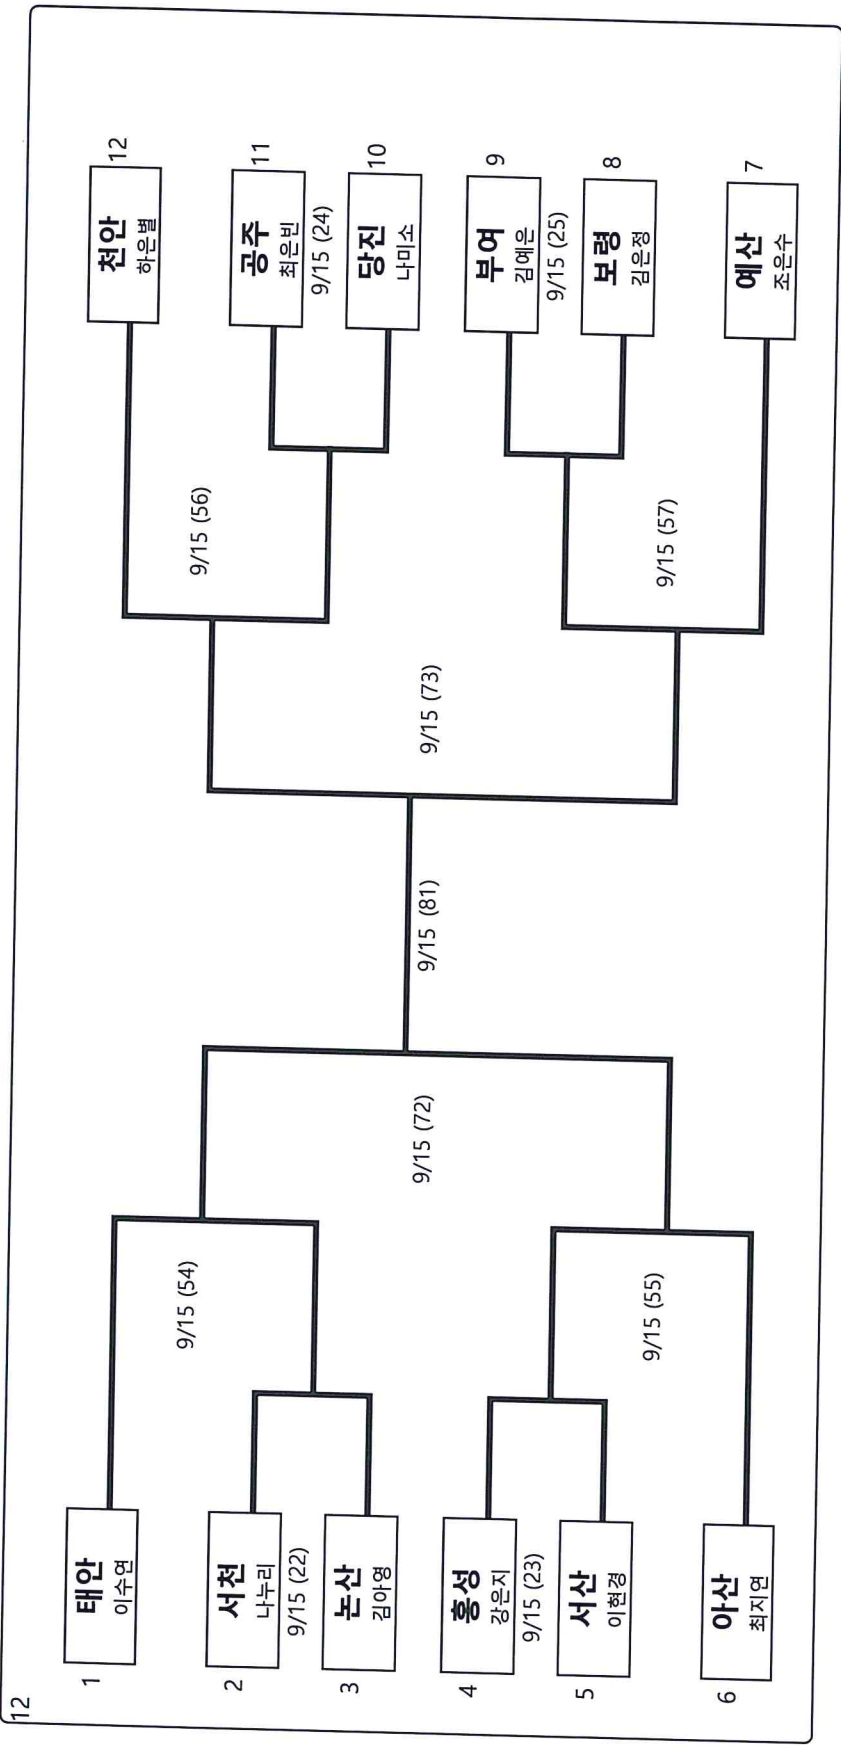 12
1
태안
이수연
2
서천
나누리
9/15 (22)
3
논산
김아영
4
홍성
강은지
9/15 (23)
5
서산
이현경
6
아산
최지연
9/15 (54)
9/15 (55)
9/15 (72)
9/15 (81)
9/15 (73)
9/15 (56)
9/15 (57)
천안
하은별
12
공주
최은빈
11
9/15 (24)
당진
나미소
10
부여
김예은
9
9/15 (25)
보령
김은정
8
예산
조은수
7